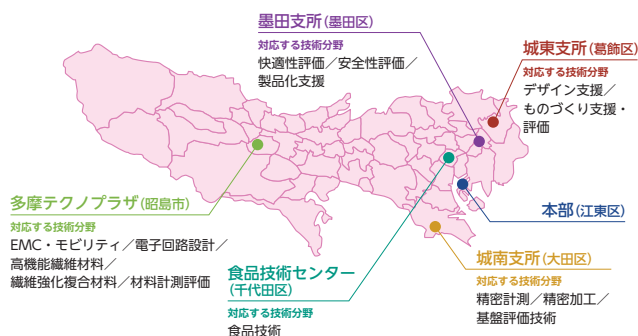 墨田支所(墨田区)
対応する技術分野
快適性評価／安全性評価／
製品化支援
城東支所(葛飾区)
対応する技術分野
デザイン支援／
ものづくり支援・
評価
多摩テクノプラザ(昭島市)
対応する技術分野
EMC・モビリティ／電子回路設計／
高機能繊維材料／
繊維強化複合材料／材料計測評価
本部(江東区)
城南支所(大田区)
対応する技術分野
精密計測／精密加工／
基盤評価技術
食品技術センター
(千代田区)
対応する技術分野
食品技術